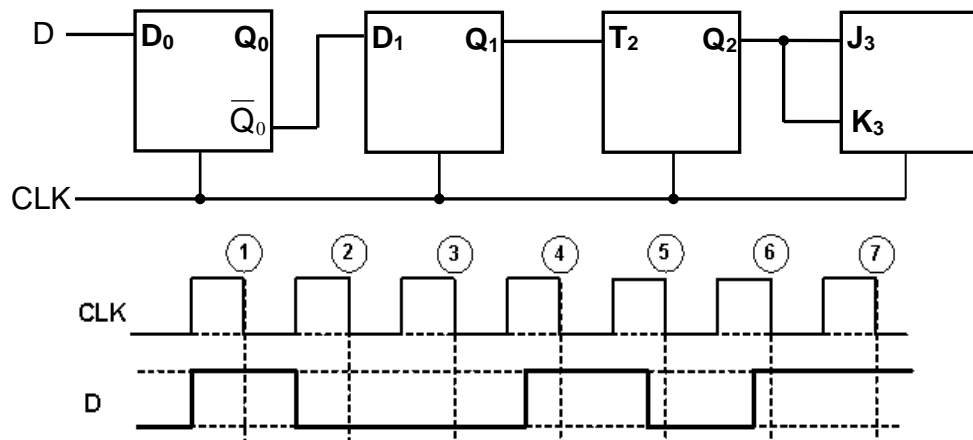 D D₀ Q₀ D₁ Q₁ T₂ Q₂ J₃
Q̅₀ K₃
CLK
1 2 3 4 5 6 7
CLK
D